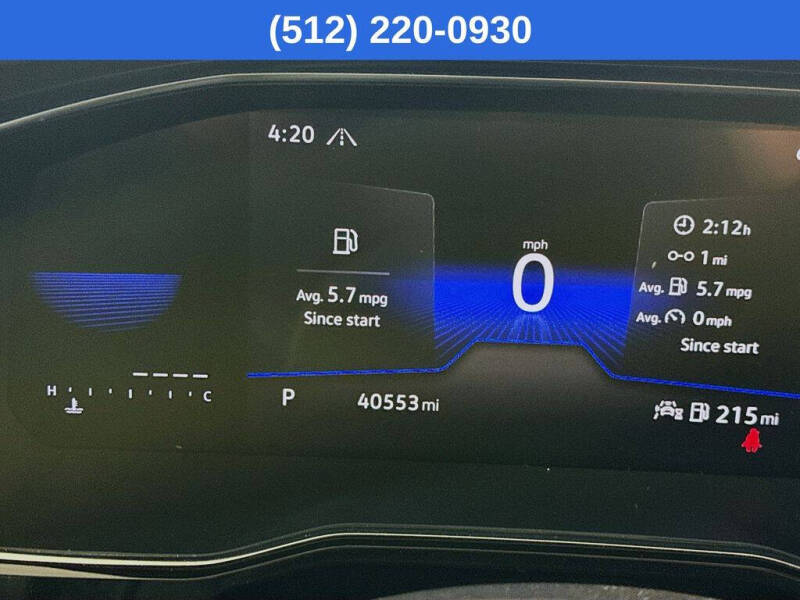 (512) 220-0930
4:20
mph
0
Avg. 5.7 mpg
Since start
2:12h
1 mi
Avg. 5.7 mpg
Avg. 0 mph
Since start
H C
P 40553 mi
215 mi